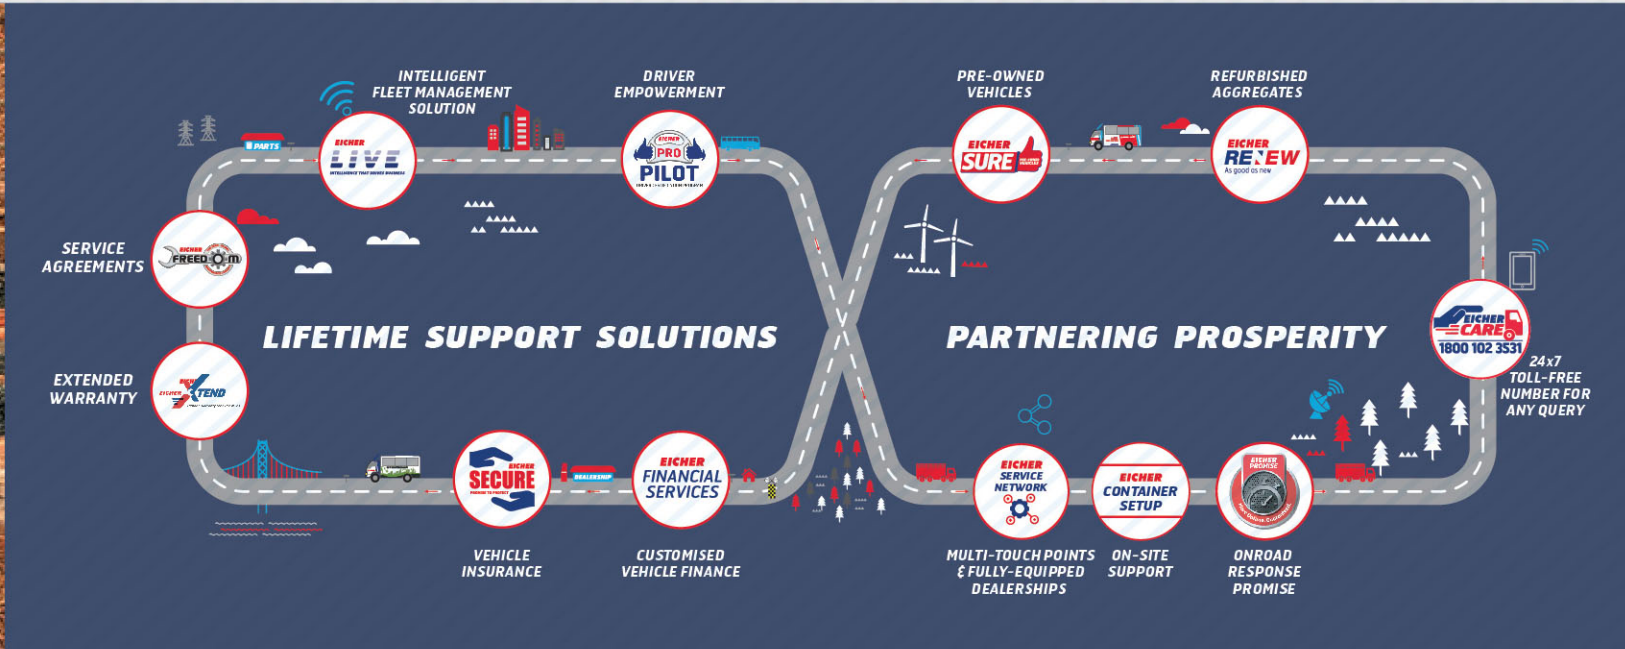 INTELLIGENT
FLEET MANAGEMENT
SOLUTION
DRIVER
EMPOWERMENT
PRE-OWNED
VEHICLES
REFURBISHED
AGGREGATES
PARTS
EICHER
LIVE
INTELLIGENCE THAT DRIVES BUSINESS
EICHER
PRO
PILOT
EICHER
SURE
EICHER
RENEW
As good as new
SERVICE
AGREEMENTS
EICHER
FREEDOM
LIFETIME SUPPORT SOLUTIONS
PARTNERING PROSPERITY
EICHER
CARE
1800 102 3531
24x7
TOLL-FREE
NUMBER FOR
ANY QUERY
EXTENDED
WARRANTY
EICHER
XTEND
EICHER
SECURE
DEALERSHIP
EICHER
FINANCIAL
SERVICES
EICHER
SERVICE
NETWORK
EICHER
CONTAINER
SETUP
EICHER
PROMISE
VEHICLE
INSURANCE
CUSTOMISED
VEHICLE FINANCE
MULTI-TOUCH POINTS
& FULLY-EQUIPPED
DEALERSHIPS
ON-SITE
SUPPORT
ONROAD
RESPONSE
PROMISE